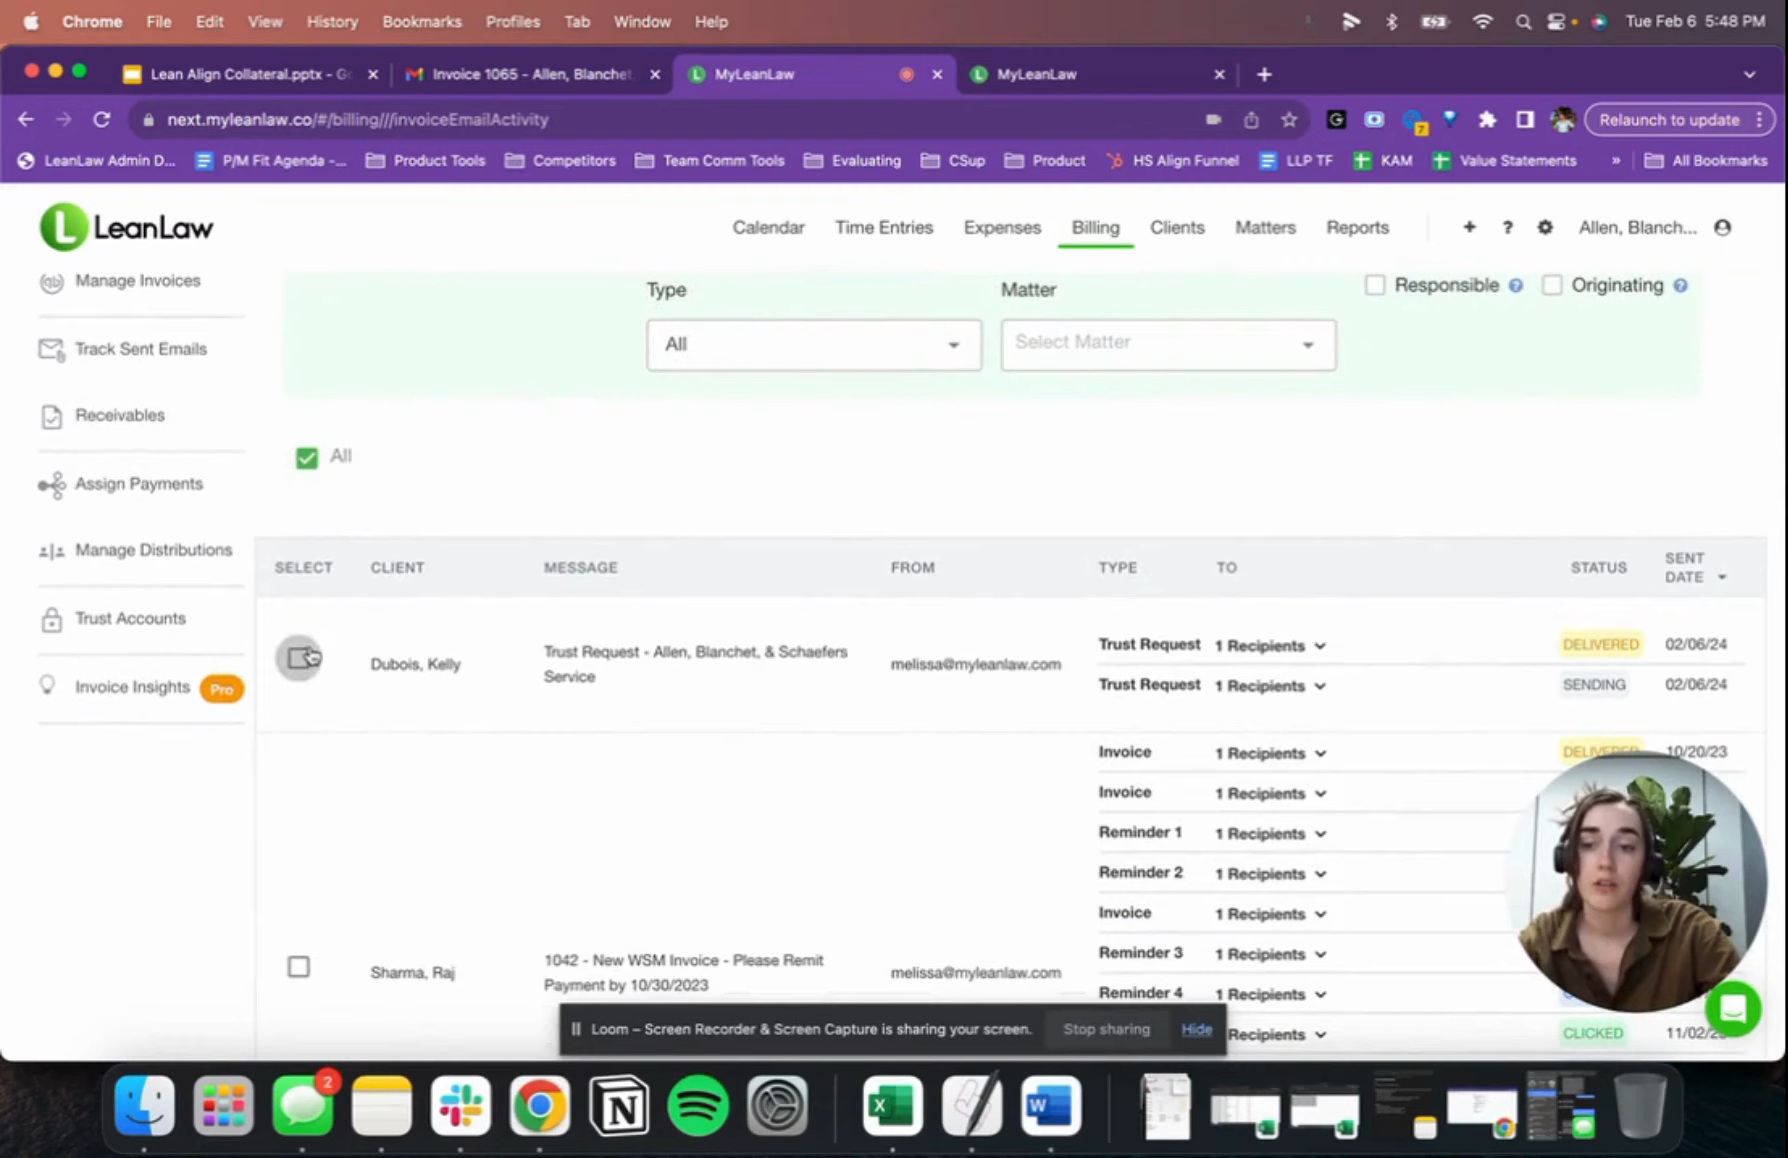 Chrome File Edit View History Bookmarks Profiles Tab Window Help Tue Feb 6 5:48 PM
Lean Align Collateral.pptx - G Invoice 1065 - Allen, Blanchet, MyLeanLaw MyLeanLaw
next.myleanlaw.co/#/billing///invoiceEmailActivity 7 Relaunch to update
LeanLaw Admin D... P/M Fit Agenda -... Product Tools Competitors Team Comm Tools Evaluating CSup Product HS Align Funnel LLP TF KAM Value Statements » All Bookmarks
L LeanLaw Calendar Time Entries Expenses Billing Clients Matters Reports + ? Allen, Blanch...
Manage Invoices
Track Sent Emails
Receivables
Assign Payments
Manage Distributions
Trust Accounts
Invoice Insights Pro
Type Matter Responsible ? Originating ?
All Select Matter
All
SELECT CLIENT MESSAGE FROM TYPE TO STATUS SENT DATE
Dubois, Kelly
Trust Request - Allen, Blanchet, & Schaefers
Service
melissa@myleanlaw.com
Trust Request 1 Recipients DELIVERED 02/06/24
Trust Request 1 Recipients SENDING 02/06/24
Invoice 1 Recipients DELIVERED 10/20/23
Invoice 1 Recipients
Reminder 1 1 Recipients
Reminder 2 1 Recipients
Invoice 1 Recipients
Reminder 3 1 Recipients
Reminder 4 1 Recipients
Sharma, Raj
1042 - New WSM Invoice - Please Remit
Payment by 10/30/2023
melissa@myleanlaw.com
Recipients CLICKED 11/02/2
Loom – Screen Recorder & Screen Capture is sharing your screen. Stop sharing Hide
2